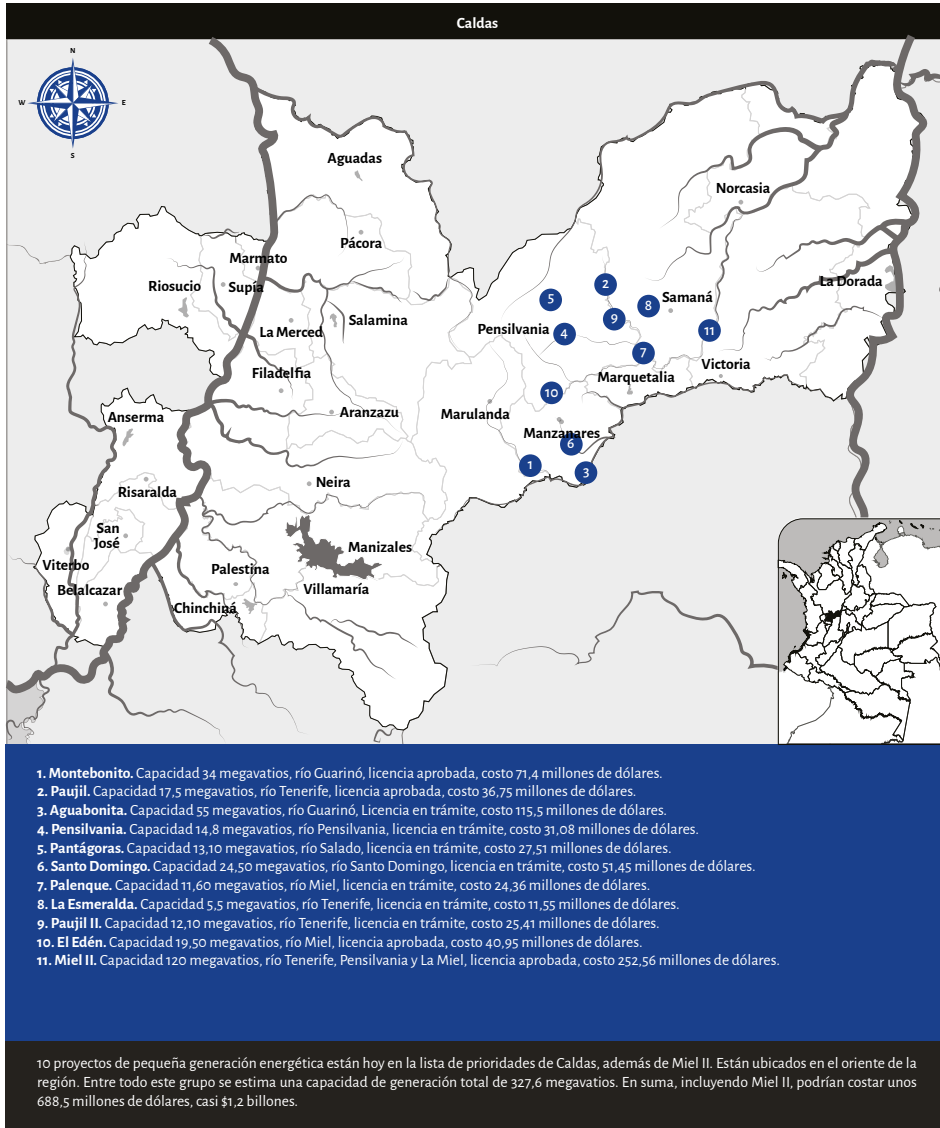 Caldas
N
W
E
S
Aguadas
Norcasia
Pácora
Marmato
Riosucio
Supía
La Dorada
2
5
Samaná
8
9
Salamina
La Merced
Pensilvania
4
11
7
Victoria
Filadelfia
Marquetalia
10
Anserma
Aranzazu
Marulanda
Manzanares
6
1
3
Risaralda
Neira
San
José
Manizales
Viterbo
Palestina
Belalcazar
Villamaría
Chinchiná
1. Montebonito. Capacidad 34 megavatios, río Guarinó, licencia aprobada, costo 71,4 millones de dólares.
2. Paujil. Capacidad 17,5 megavatios, río Tenerife, licencia aprobada, costo 36,75 millones de dólares.
3. Aguabonita. Capacidad 55 megavatios, río Guarinó, Licencia en trámite, costo 115,5 millones de dólares.
4. Pensilvania. Capacidad 14,8 megavatios, río Pensilvania, licencia en trámite, costo 31,08 millones de dólares.
5. Pantágoras. Capacidad 13,10 megavatios, río Salado, licencia en trámite, costo 27,51 millones de dólares.
6. Santo Domingo. Capacidad 24,50 megavatios, río Santo Domingo, licencia en trámite, costo 51,45 millones de dólares.
7. Palenque. Capacidad 11,60 megavatios, río Miel, licencia en trámite, costo 24,36 millones de dólares.
8. La Esmeralda. Capacidad 5,5 megavatios, río Tenerife, licencia en trámite, costo 11,55 millones de dólares.
9. Paujil II. Capacidad 12,10 megavatios, río Tenerife, licencia en trámite, costo 25,41 millones de dólares.
10. El Edén. Capacidad 19,50 megavatios, río Miel, licencia aprobada, costo 40,95 millones de dólares.
11. Miel II. Capacidad 120 megavatios, río Tenerife, Pensilvania y La Miel, licencia aprobada, costo 252,56 millones de dólares.
10 proyectos de pequeña generación energética están hoy en la lista de prioridades de Caldas, además de Miel II. Están ubicados en el oriente de la
región. Entre todo este grupo se estima una capacidad de generación total de 327,6 megavatios. En suma, incluyendo Miel II, podrían costar unos
688,5 millones de dólares, casi $1,2 billones.